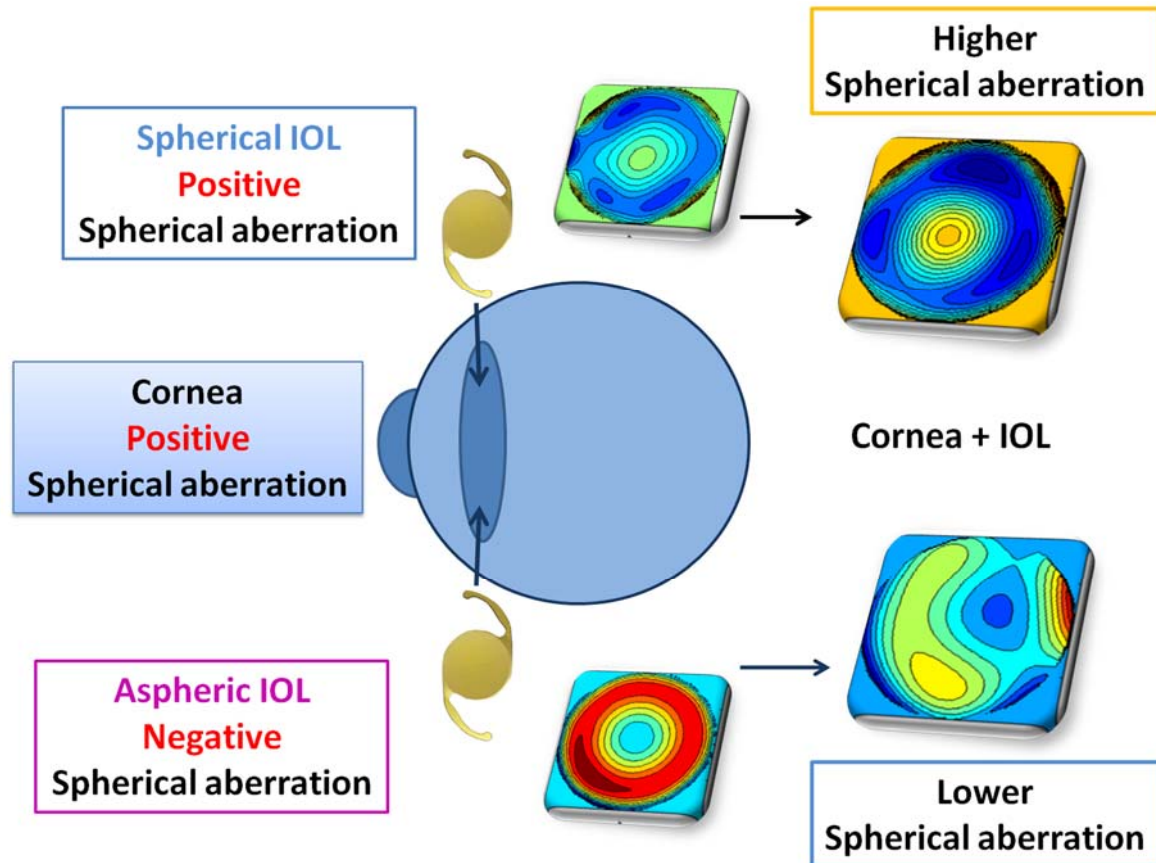 Spherical IOL
Positive
Spherical aberration
Higher
Spherical aberration
Cornea
Positive
Spherical aberration
Cornea + IOL
Aspheric IOL
Negative
Spherical aberration
Lower
Spherical aberration